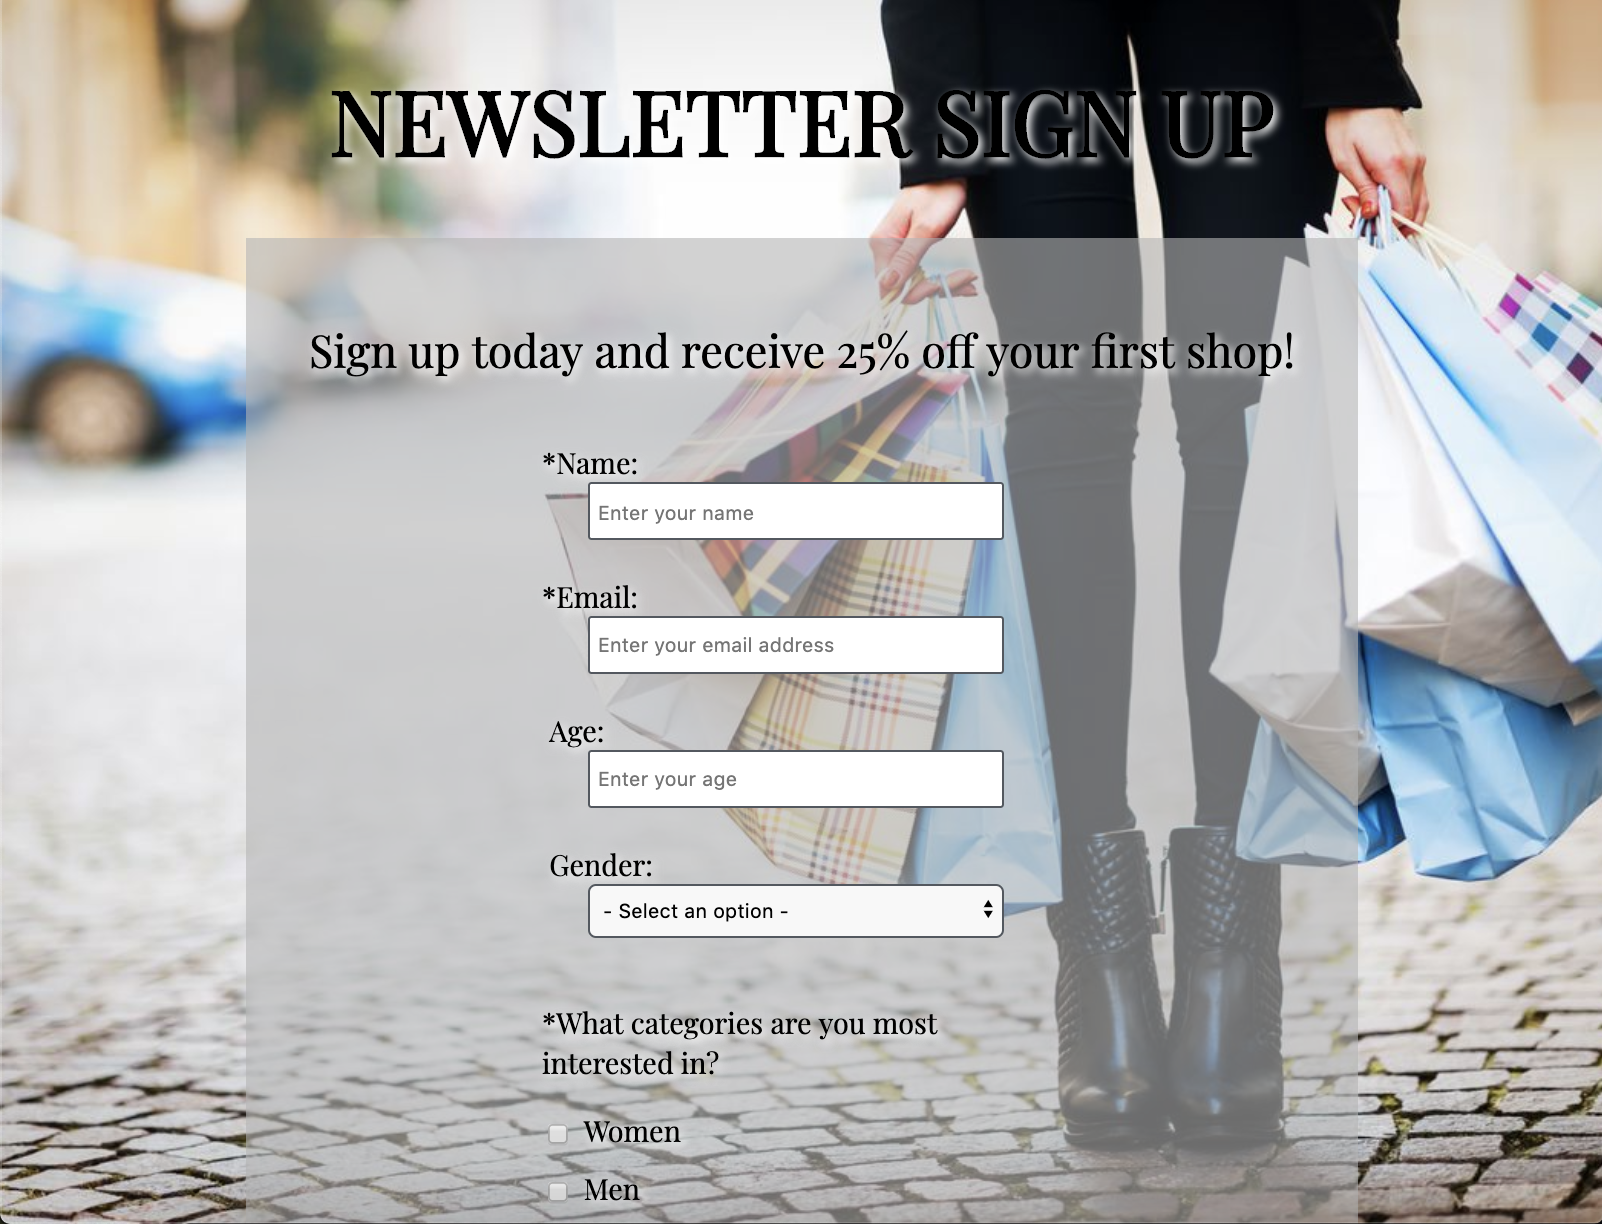 NEWSLETTER SIGN UP
Sign up today and receive 25% off your first shop!
*Name:
Enter your name
*Email:
Enter your email address
Age:
Enter your age
Gender:
- Select an option -
*What categories are you most
interested in?
Women
Men